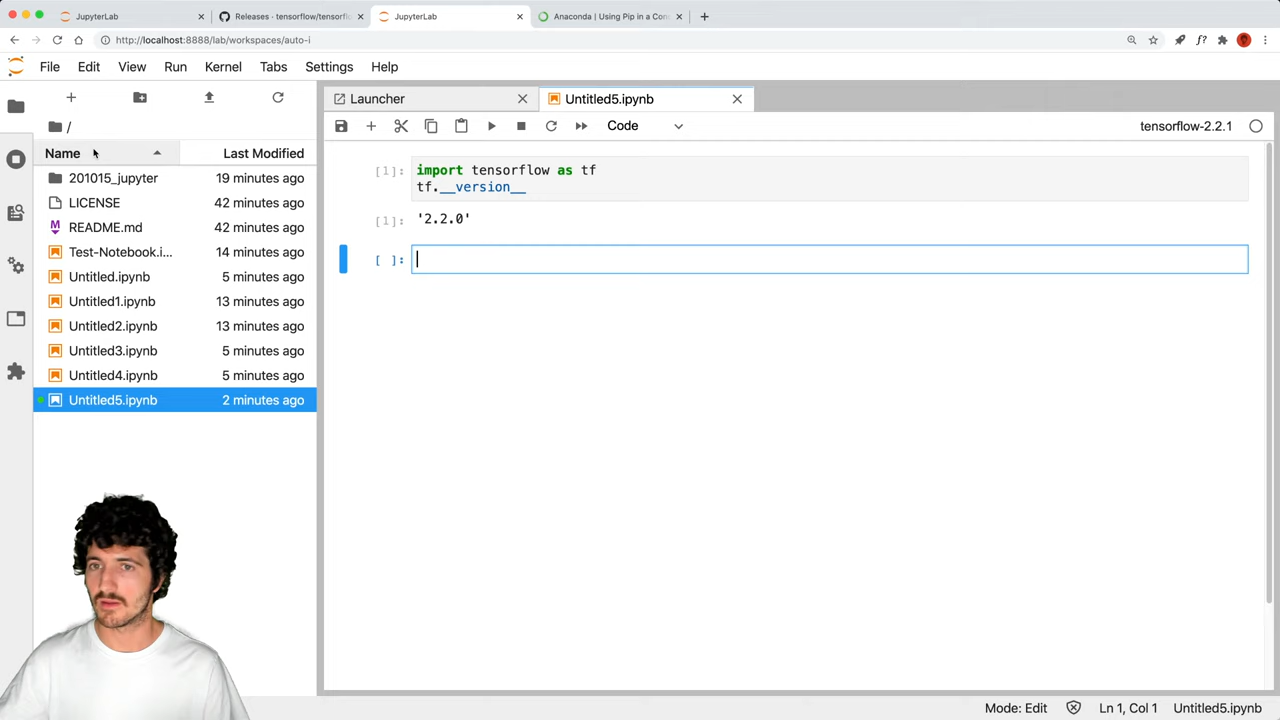 JupyterLab
Releases · tensorflow/tensorfl
JupyterLab
Anaconda | Using Pip in a Con
http://localhost:8888/lab/workspaces/auto-i
File Edit View Run Kernel Tabs Settings Help
Launcher
Untitled5.ipynb
Code
tensorflow-2.2.1
/
Name Last Modified
201015_jupyter 19 minutes ago
LICENSE 42 minutes ago
README.md 42 minutes ago
Test-Notebook.i... 14 minutes ago
Untitled.ipynb 5 minutes ago
Untitled1.ipynb 13 minutes ago
Untitled2.ipynb 13 minutes ago
Untitled3.ipynb 5 minutes ago
Untitled4.ipynb 5 minutes ago
Untitled5.ipynb 2 minutes ago
[1]: import tensorflow as tf
tf.__version__
[1]: '2.2.0'
[ ]:
Mode: Edit Ln 1, Col 1 Untitled5.ipynb